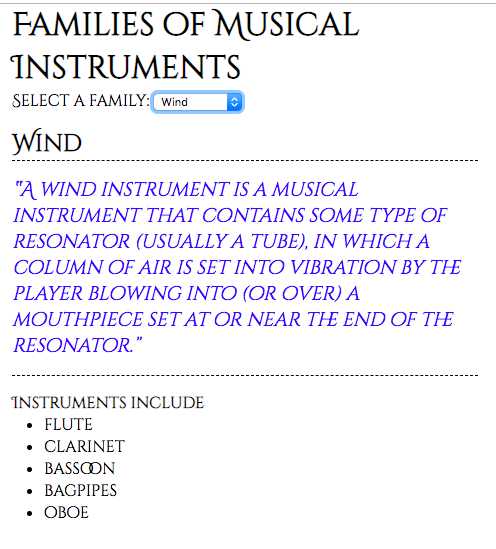 Families of Musical
Instruments
Select a family: Wind
Wind
"A wind instrument is a musical
instrument that contains some type of
resonator (usually a tube), in which a
column of air is set into vibration by the
player blowing into (or over) a
mouthpiece set at or near the end of the
resonator."
Instruments include
• flute
• clarinet
• bassoon
• bagpipes
• oboe